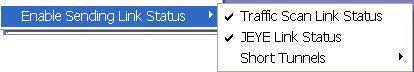 Enable Sending Link Status
Traffic Scan Link Status
JEYE Link Status
Short Tunnels